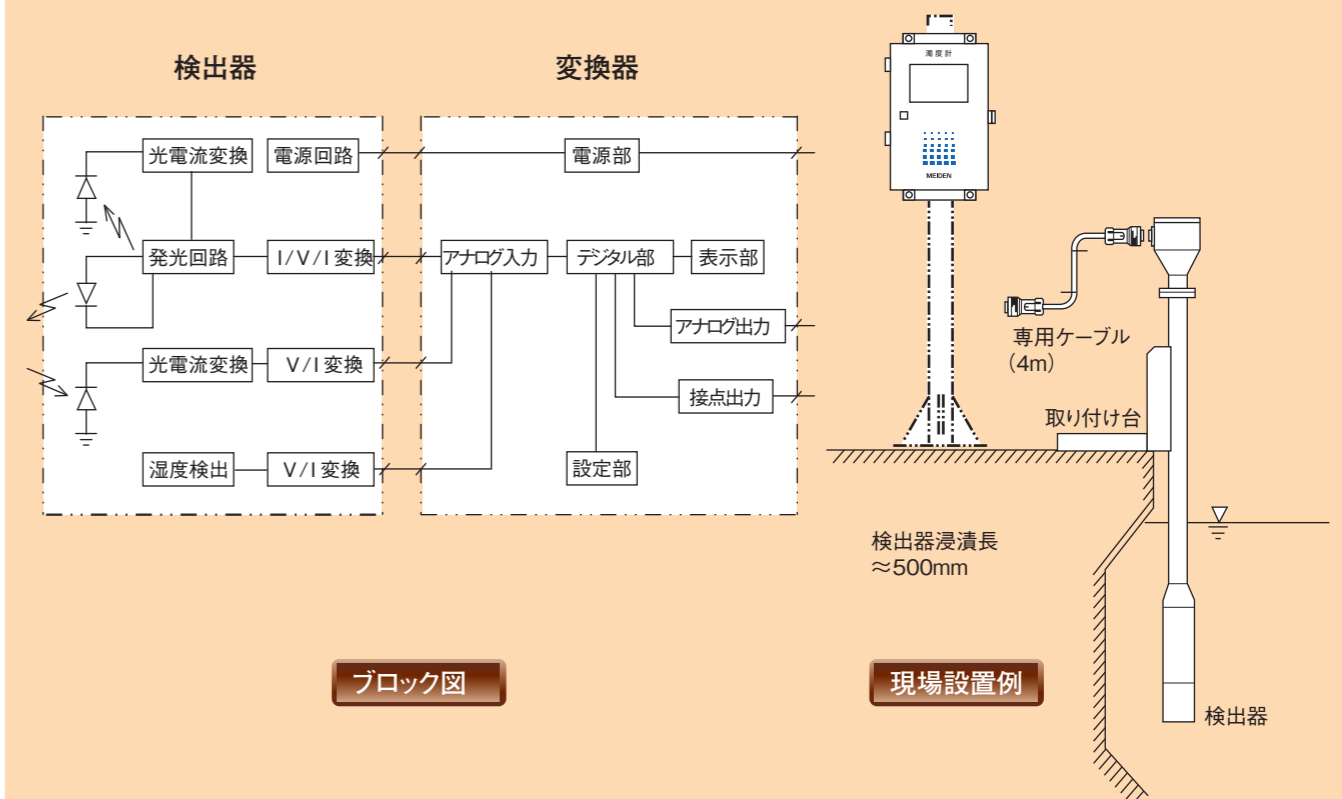 検出器
変換器
光電流変換
電源回路
電源部
発光回路
I/V/I変換
アナログ入力
デジタル部
表示部
アナログ出力
光電流変換
V/I変換
接点出力
湿度検出
V/I変換
設定部
ブロック図
濁度計
MEIDEN
専用ケーブル
(4m)
取り付け台
検出器浸漬長
≈500mm
検出器
現場設置例